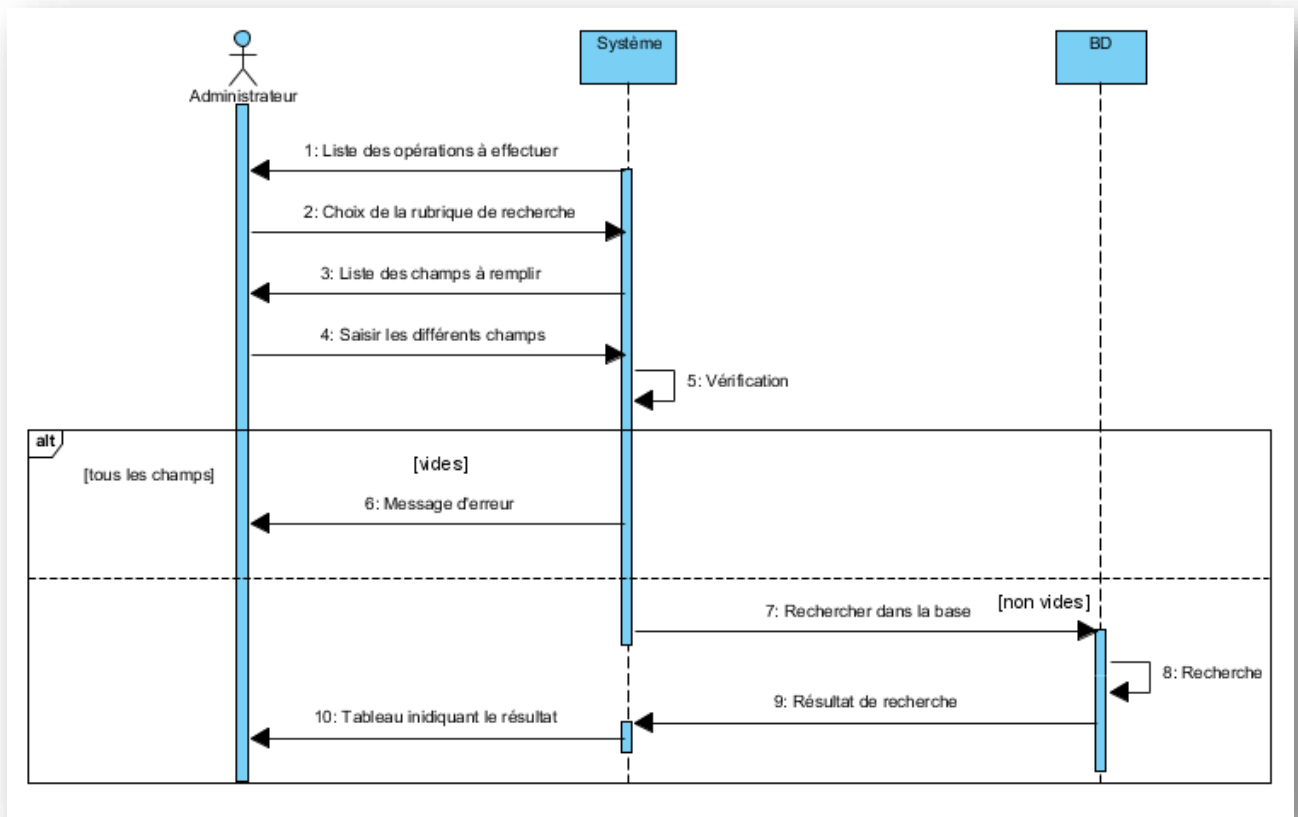 Administrateur
Système
BD
1: Liste des opérations à effectuer
2: Choix de la rubrique de recherche
3: Liste des champs à remplir
4: Saisir les différents champs
5: Vérification
alt
[tous les champs]
[vides]
6: Message d'erreur
[non vides]
7: Rechercher dans la base
8: Recherche
9: Résultat de recherche
10: Tableau inidiquant le résultat